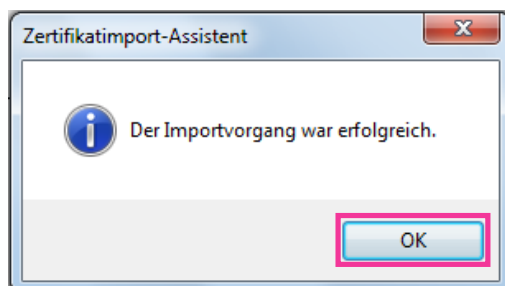 Zertifikatimport-Assistent
Der Importvorgang war erfolgreich.
OK